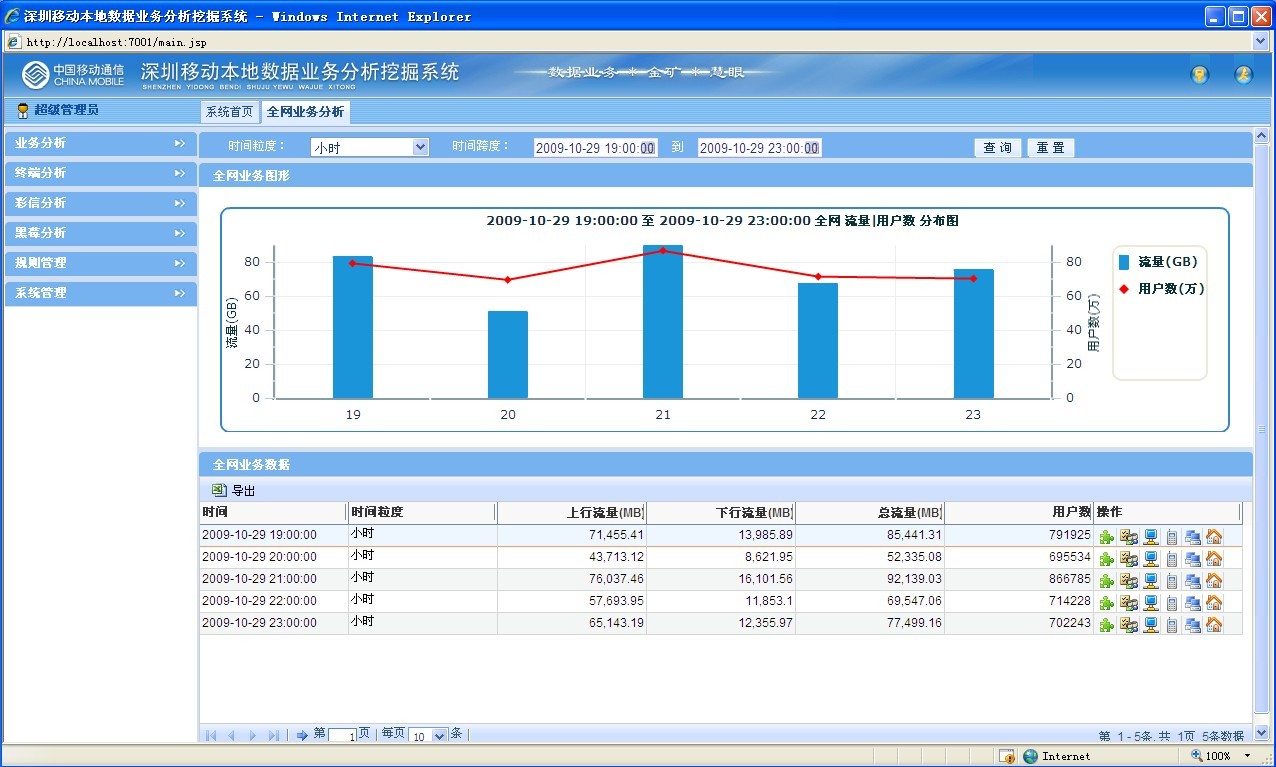 深圳移动本地数据业务分析挖掘系统 - Windows Internet Explorer
http://localhost:7001/main.jsp
中国移动通信
CHINA MOBILE
深圳移动本地数据业务分析挖掘系统
SHENZHEN YIDONG BENDI SHUJU YEWU WAJUE XITONG
数据业务 * 金矿 * 慧眼
超级管理员
系统首页 全网业务分析
业务分析
终端分析
彩信分析
黑莓分析
规则管理
系统管理
时间粒度： 小时 时间跨度： 2009-10-29 19:00:00 到 2009-10-29 23:00:00 查询 重置
全网业务图形
2009-10-29 19:00:00 至 2009-10-29 23:00:00 全网 流量|用户数 分布图
流量(GB)
80
60
40
20
0
19 20 21 22 23
80
60
40
20
0
用户数(万)
流量(GB)
用户数(万)
全网业务数据
导出
时间 时间粒度 上行流量(MB) 下行流量(MB) 总流量(MB) 用户数 操作
2009-10-29 19:00:00 小时 71,455.41 13,985.89 85,441.31 791925
2009-10-29 20:00:00 小时 43,713.12 8,621.95 52,335.08 695534
2009-10-29 21:00:00 小时 76,037.46 16,101.56 92,139.03 866785
2009-10-29 22:00:00 小时 57,693.95 11,853.1 69,547.06 714228
2009-10-29 23:00:00 小时 65,143.19 12,355.97 77,499.16 702243
第 1 页 每页 10 条 第 1 - 5条. 共 1页 5条数据
Internet 100%